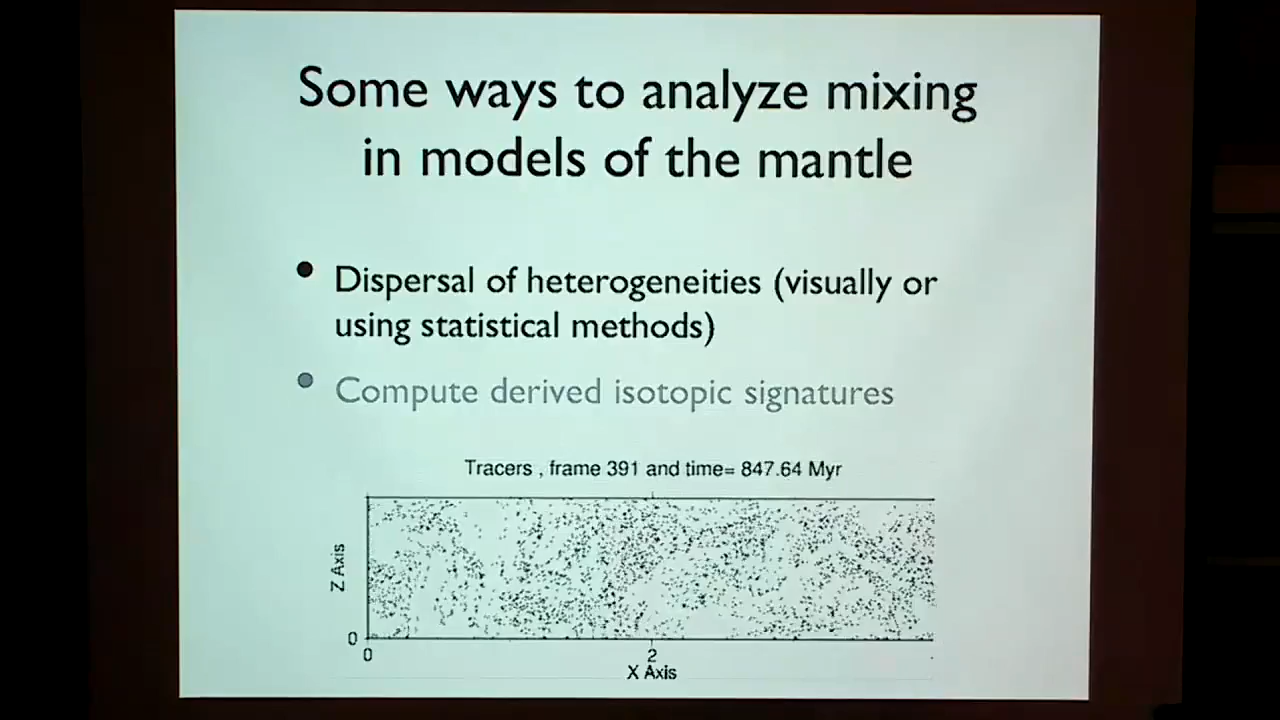 Some ways to analyze mixing
in models of the mantle
• Dispersal of heterogeneities (visually or
using statistical methods)
• Compute derived isotopic signatures
Tracers , frame 391 and time= 847.64 Myr
Z Axis
0
0
2
X Axis